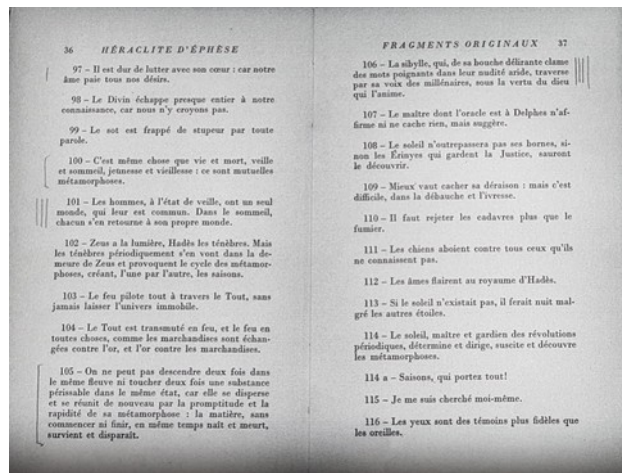 36 HÉRACLITE D'ÉPHÈSE
97 – Il est dur de lutter avec son cœur : car notre
âme paie tous nos désirs.
98 – Le Divin échappe presque entier à notre
connaissance, car nous n'y croyons pas.
99 – Le sot est frappé de stupeur par toute
parole.
100 – C'est même chose que vie et mort, veille
et sommeil, jeunesse et vieillesse : ce sont mutuelles
métamorphoses.
101 – Les hommes, à l'état de veille, ont un seul
monde, qui leur est commun. Dans le sommeil,
chacun s'en retourne à son propre monde.
102 – Zeus a la lumière, Hadès les ténèbres. Mais
les ténèbres périodiquement s'en vont dans la de-
meure de Zeus et provoquent le cycle des métamor-
phoses, créant, l'une par l'autre, les saisons.
103 – Le feu pilote tout à travers le Tout, sans
jamais laisser l'univers immobile.
104 – Le Tout est transmuté en feu, et le feu en
toutes choses, comme les marchandises sont échan-
gées contre l'or, et l'or contre les marchandises.
105 – On ne peut pas descendre deux fois dans
le même fleuve ni toucher deux fois une substance
périssable dans le même état, car elle se disperse
et se réunit de nouveau par la promptitude et la
rapidité de sa métamorphose : la matière, sans
commencer ni finir, en même temps naît et meurt,
survient et disparaît.
FRAGMENTS ORIGINAUX 37
106 – La sibylle, qui, de sa bouche délirante clame
des mots poignants dans leur nudité aride, traverse
par sa voix des millénaires, sous la vertu du dieu
qui l'anime.
107 – Le maître dont l'oracle est à Delphes n'af-
firme ni ne cache rien, mais suggère.
108 – Le soleil n'outrepassera pas ses bornes, si-
non les Érinyes qui gardent la Justice, sauront
le découvrir.
109 – Mieux vaut cacher sa déraison : mais c'est
difficile, dans la débauche et l'ivresse.
110 – Il faut rejeter les cadavres plus que le
fumier.
111 – Les chiens aboient contre tous ceux qu'ils
ne connaissent pas.
112 – Les âmes flairent au royaume d'Hadès.
113 – Si le soleil n'existait pas, il ferait nuit mal-
gré les autres étoiles.
114 – Le soleil, maître et gardien des révolutions
périodiques, détermine et dirige, suscite et découvre
les métamorphoses.
114 a – Saisons, qui portez tout!
115 – Je me suis cherché moi-même.
116 – Les yeux sont des témoins plus fidèles que
les oreilles.